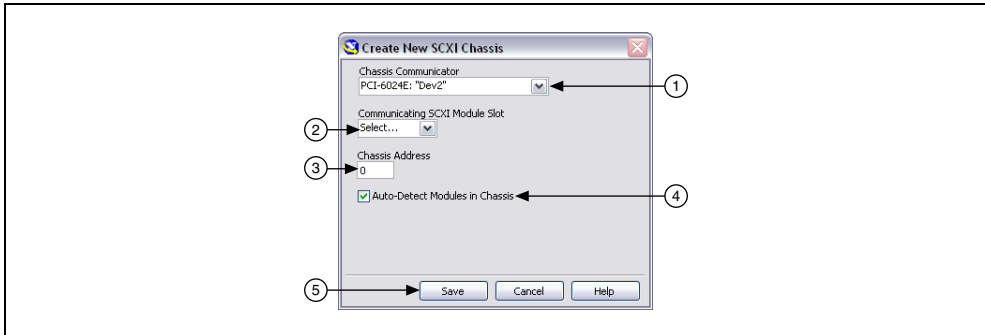 Create New SCXI Chassis
Chassis Communicator
PCI-6024E: "Dev2"
1
Communicating SCXI Module Slot
2
Select...
Chassis Address
3
0
Auto-Detect Modules in Chassis
4
5
Save Cancel Help